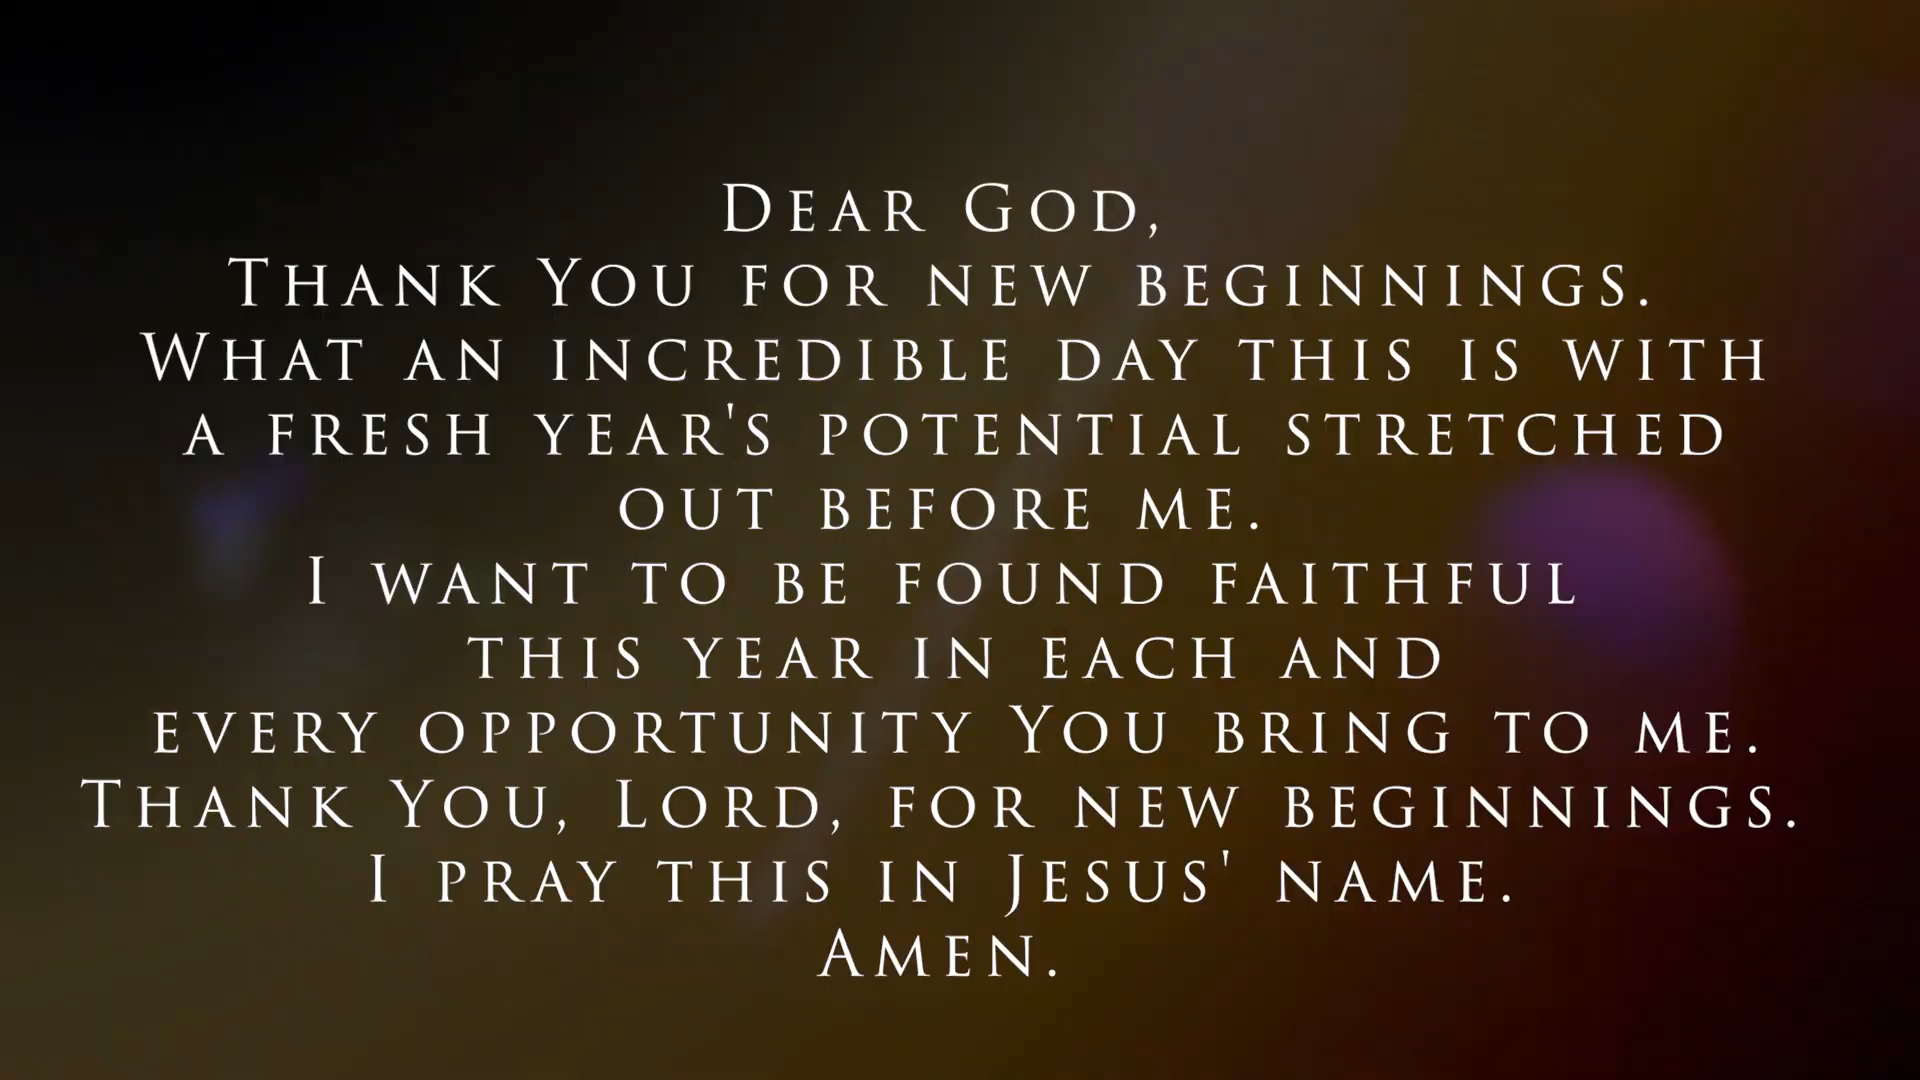 Dear God,
Thank You for new beginnings.
What an incredible day this is with
a fresh year's potential stretched
out before me.
I want to be found faithful
this year in each and
every opportunity You bring to me.
Thank You, Lord, for new beginnings.
I pray this in Jesus' name.
Amen.